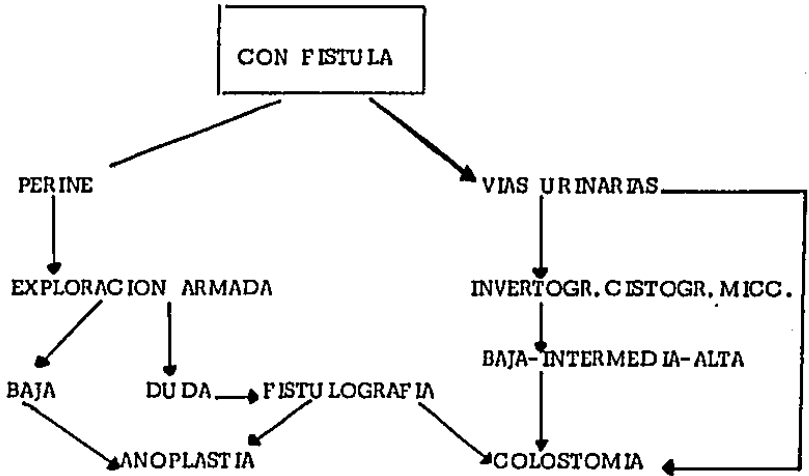 CON FISTULA
PERINE
VIAS URINARIAS
EXPLORACION ARMADA
INVERTOGR. CISTOGR. MICC.
BAJA-INTERMEDIA-ALTA
BAJA DUDA FISTULOGRAFIA
ANOPLASTIA COLOSTOMIA